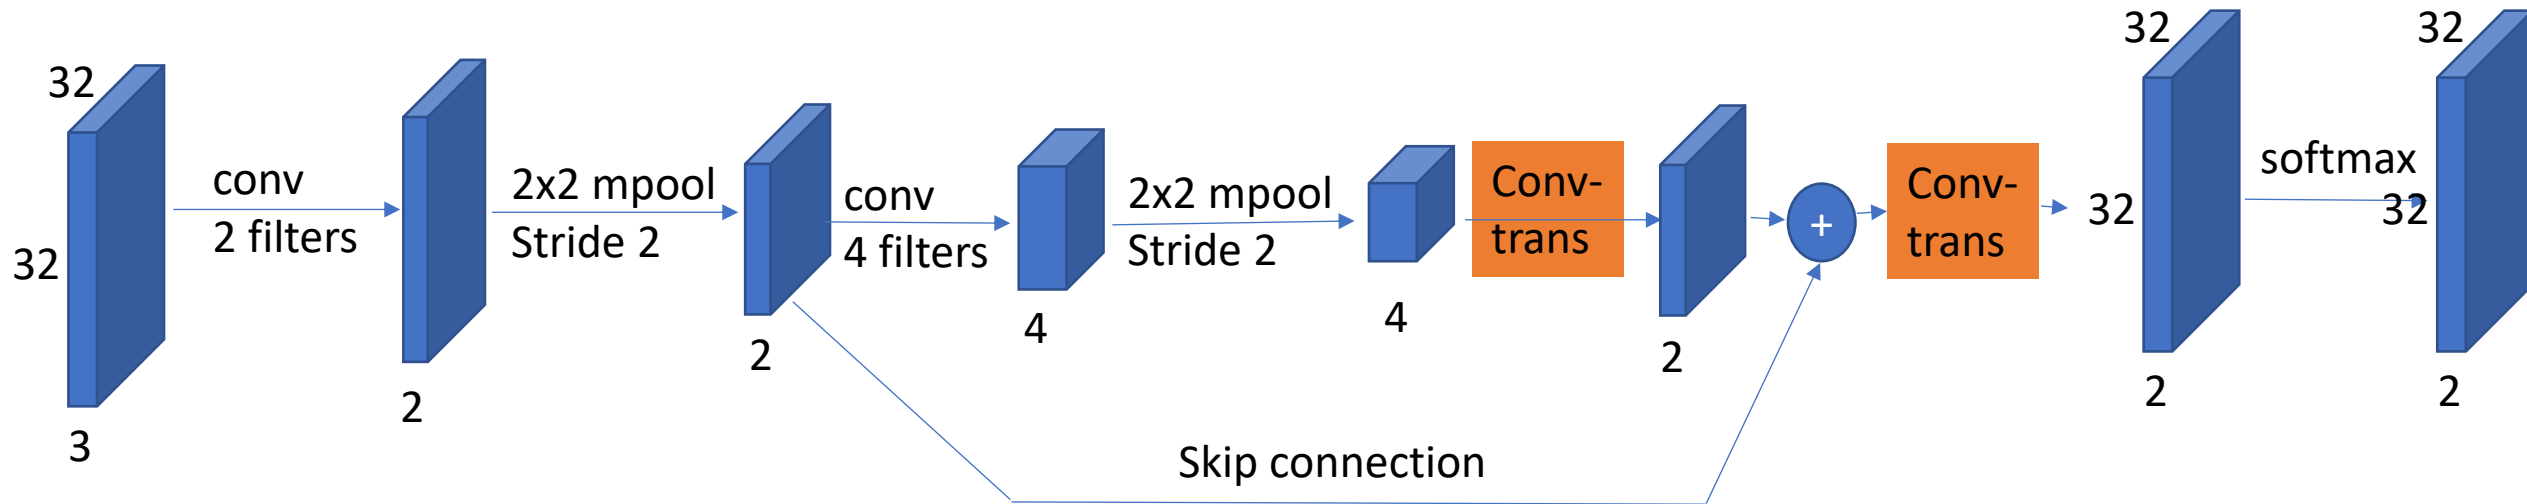 32
32
3
conv
2 filters
2
2x2 mpool
Stride 2
2
conv
4 filters
4
2x2 mpool
Stride 2
4
Conv-
trans
2
+
Conv-
trans
Skip connection
32
32
2
softmax
32
32
2